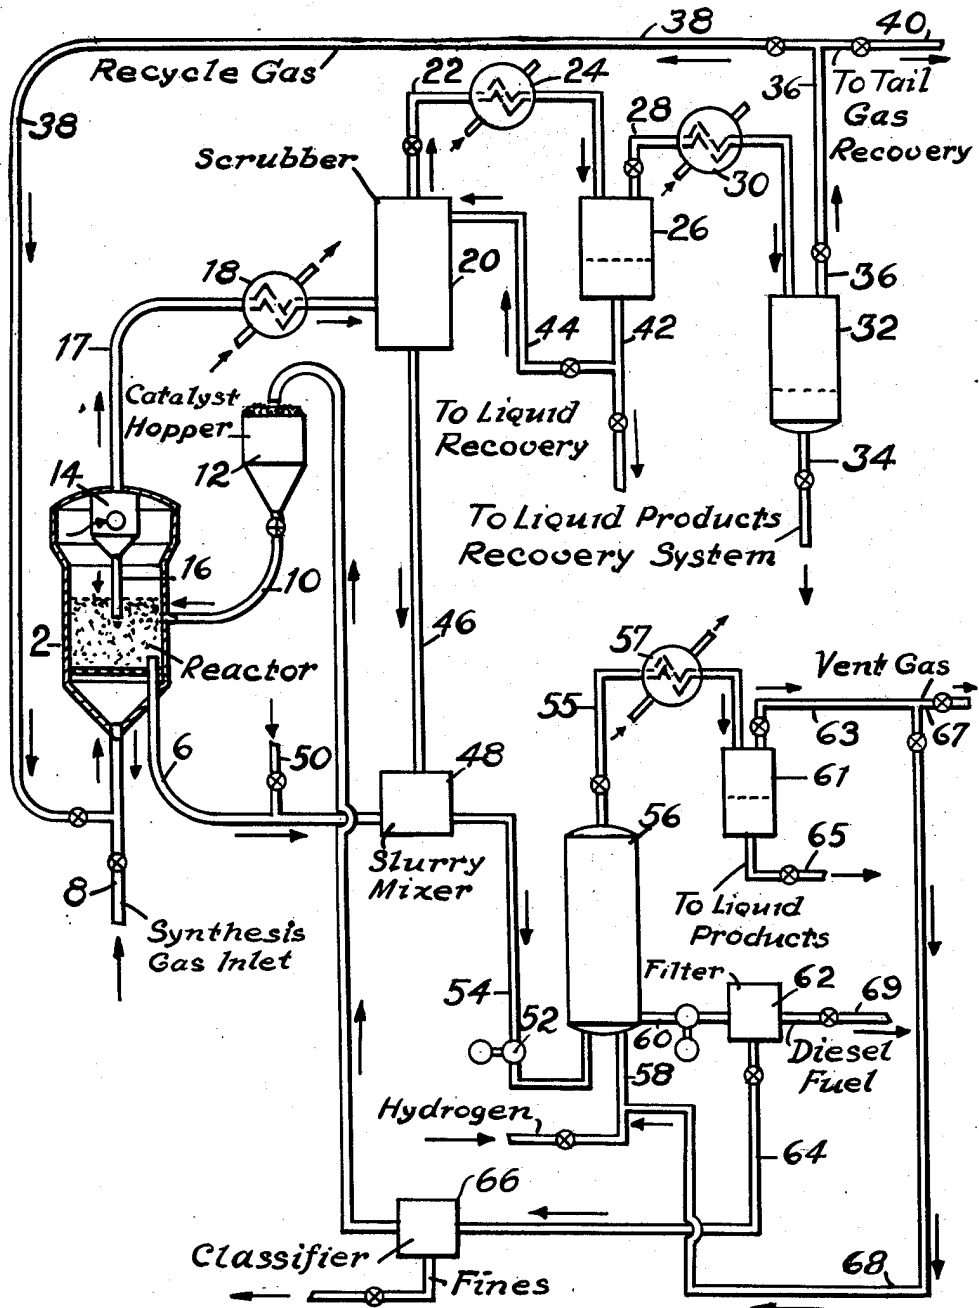 38
40
Recycle Gas
22
24
36
To Tail
Gas
Recovery
38
28
Scrubber
30
26
18
20
36
17
44
42
32
Catalyst
Hopper
12
To Liquid
Recovery
34
14
To Liquid Products
Recovery System
16
10
2
Reactor
46
57
Vent Gas
55
63
67
6
50
48
61
56
65
Slurry
Mixer
8
To Liquid
Products
Synthesis
Gas Inlet
Filter
62
69
54
52
60
Diesel
Fuel
58
Hydrogen
64
66
Classifier
Fines
68